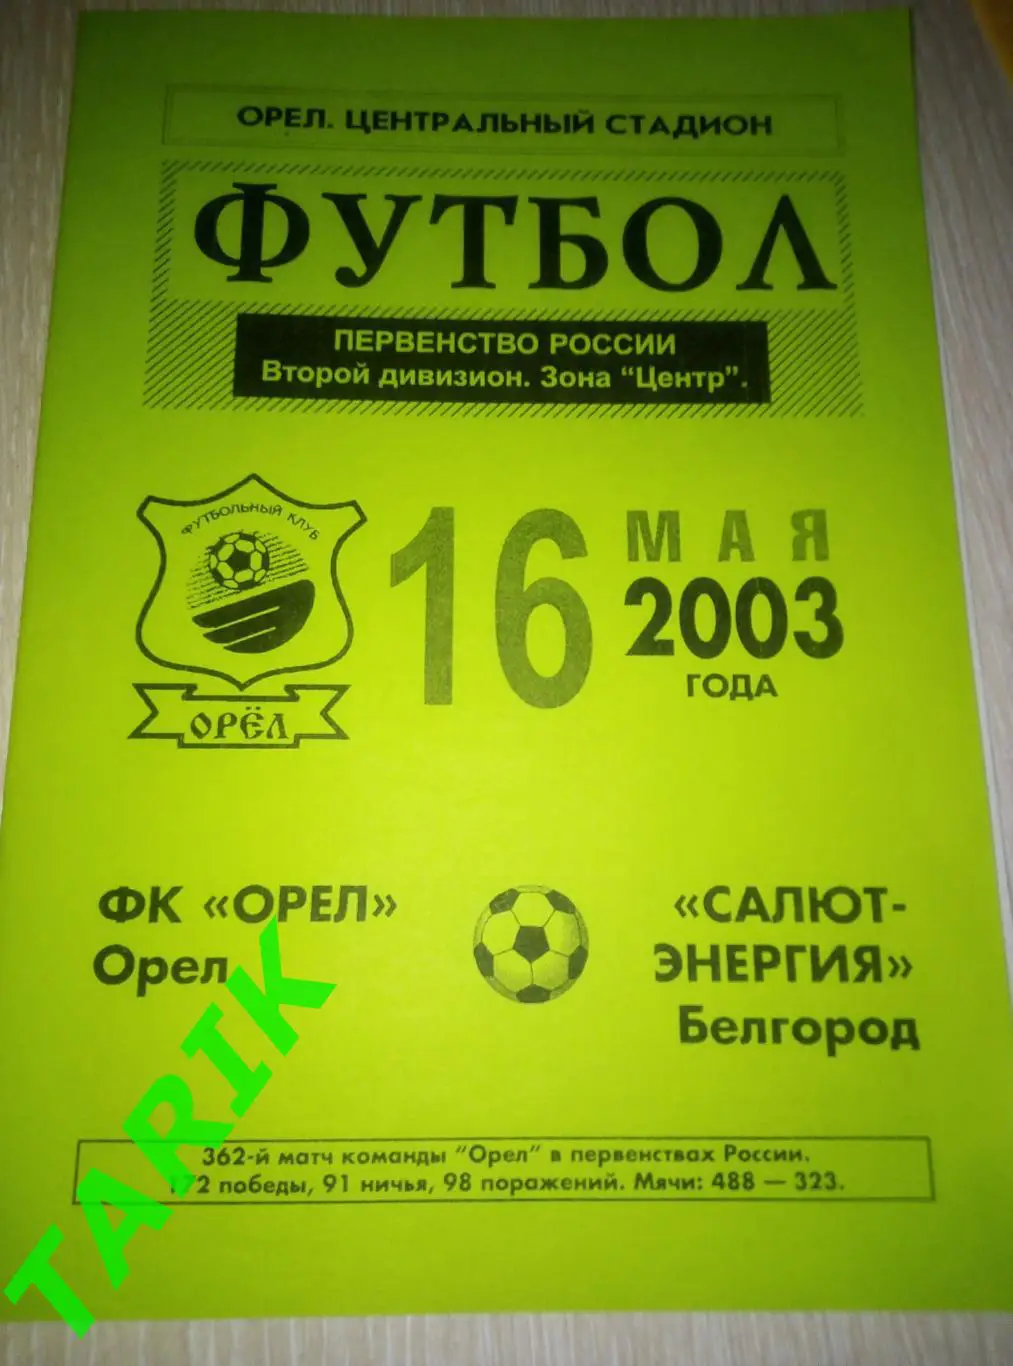 ОРЕЛ. ЦЕНТРАЛЬНЫЙ СТАДИОН
ФУТБОЛ
ПЕРВЕНСТВО РОССИИ
Второй дивизион. Зона "Центр".
ФУТБОЛЬНЫЙ КЛУБ
ОРЁЛ
16 МАЯ
2003
ГОДА
ФК «ОРЕЛ»
Орел
«САЛЮТ-
ЭНЕРГИЯ»
Белгород
362-й матч команды "Орел" в первенствах России.
172 победы, 91 ничья, 98 поражений. Мячи: 488 — 323.
TARIK